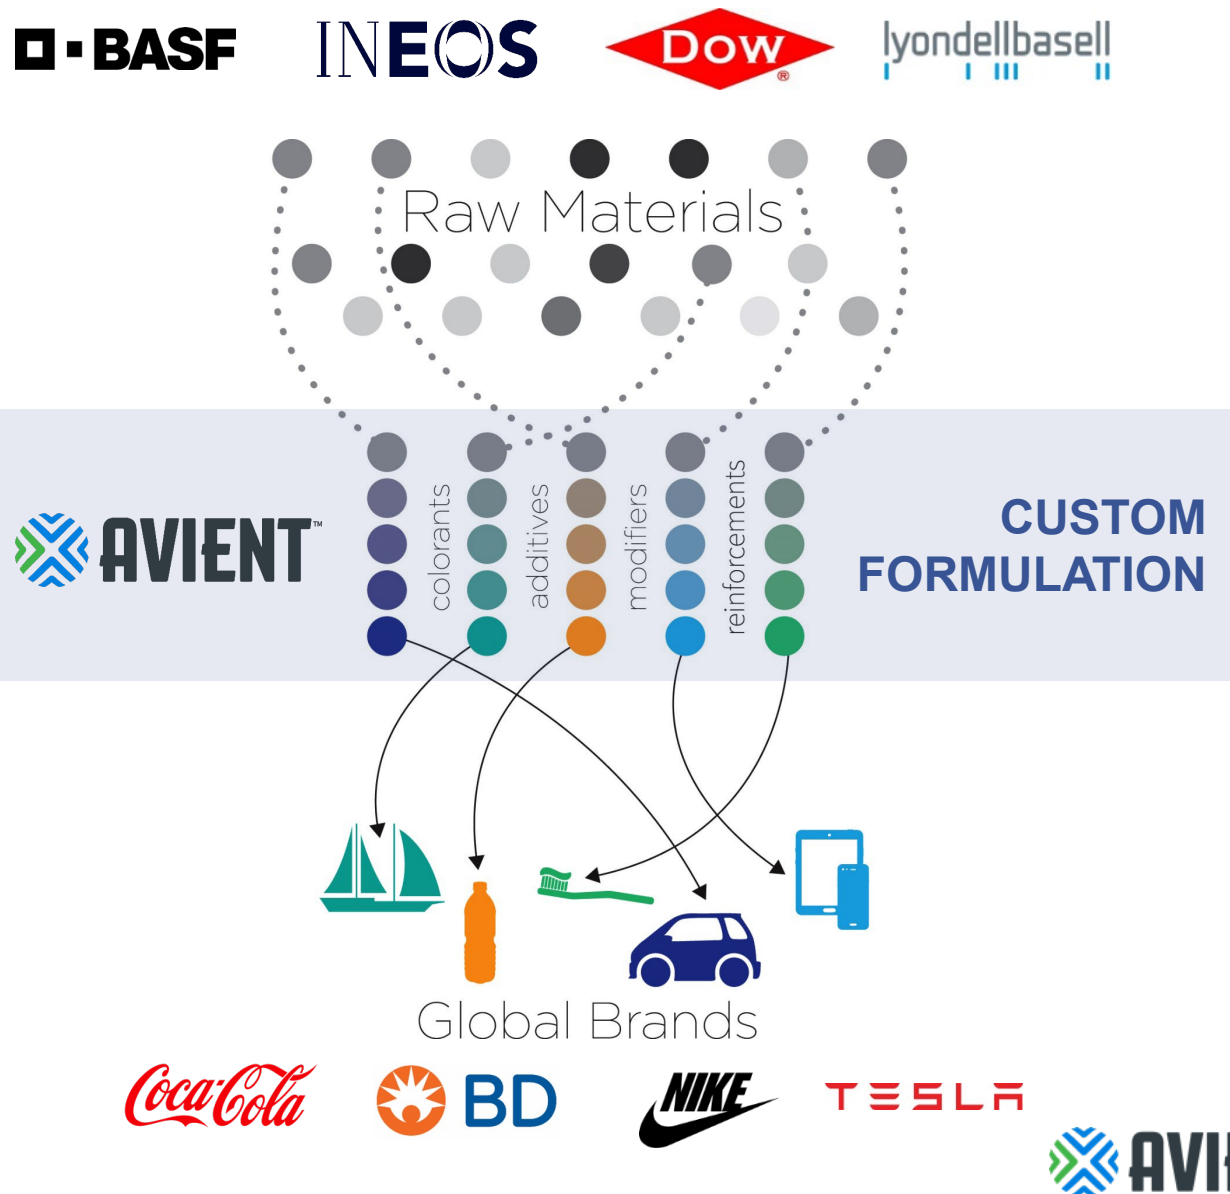 BASF
INEOS
DOW®
lyondellbasell
Raw Materials
AVIENT™
colorants
additives
modifiers
reinforcements
CUSTOM
FORMULATION
Global Brands
Coca-Cola
BD
NIKE
TESLA